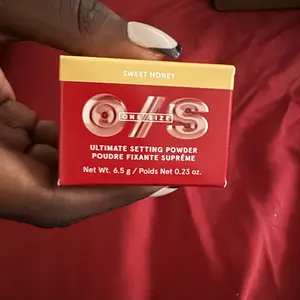 SWEET HONEY
O/S
ONE/SIZE
ULTIMATE SETTING POWDER
POUDRE FIXANTE SUPRÊME
Net Wt. 6.5 g / Poids Net 0.23 oz.